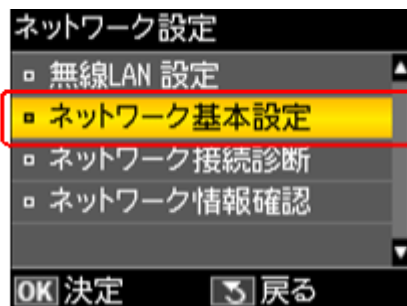 ネットワーク設定
無線LAN 設定
ネットワーク基本設定
ネットワーク接続診断
ネットワーク情報確認
OK 決定 戻る